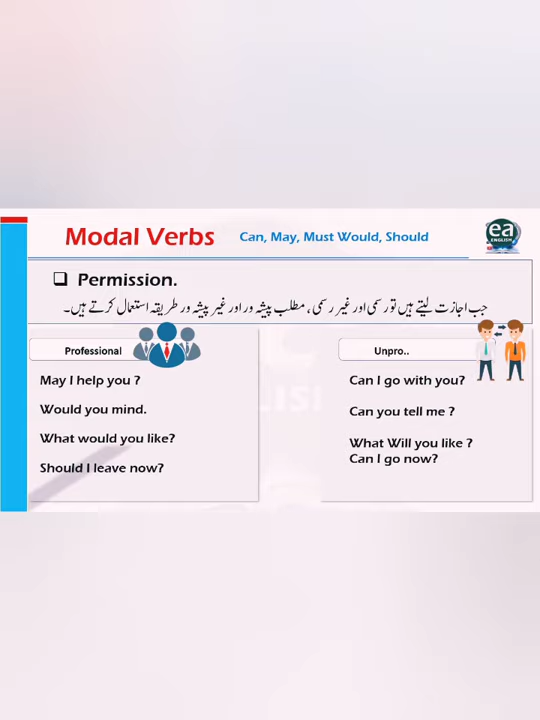 Modal Verbs
Can, May, Must Would, Should
ea
ENGLISH
Permission.
جب اجازت لیتے ہیں تو رسمی اور غیر رسمی، مطلب پیشہ ور اور غیر پیشہ ور طریقہ استعمال کرتے ہیں۔
Professional
May I help you ?
Would you mind.
What would you like?
Should I leave now?
Unpro..
Can I go with you?
Can you tell me ?
What Will you like ?
Can I go now?